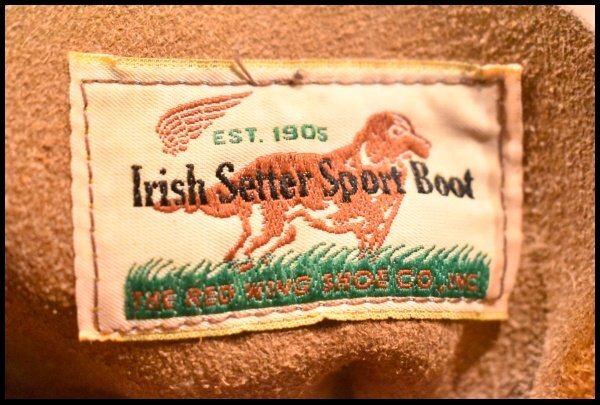 EST. 1905
Irish Setter Sport Boot
THE RED WING SHOE CO., INC.